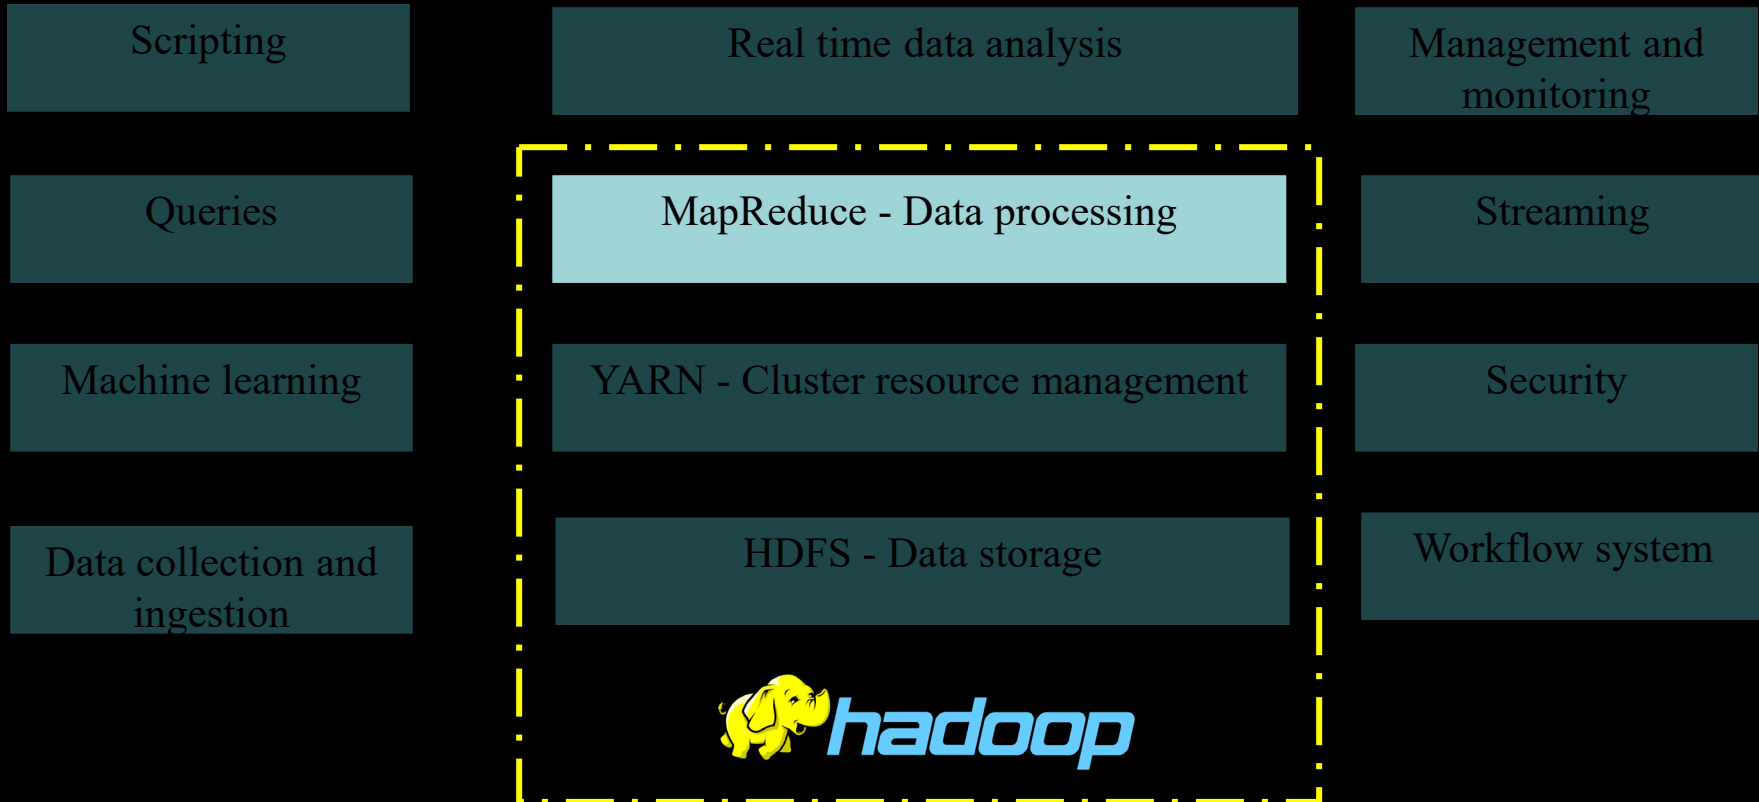 Scripting
Real time data analysis
Management and
monitoring
Queries
MapReduce - Data processing
Streaming
Machine learning
YARN - Cluster resource management
Security
Data collection and
ingestion
HDFS - Data storage
Workflow system
hadoop